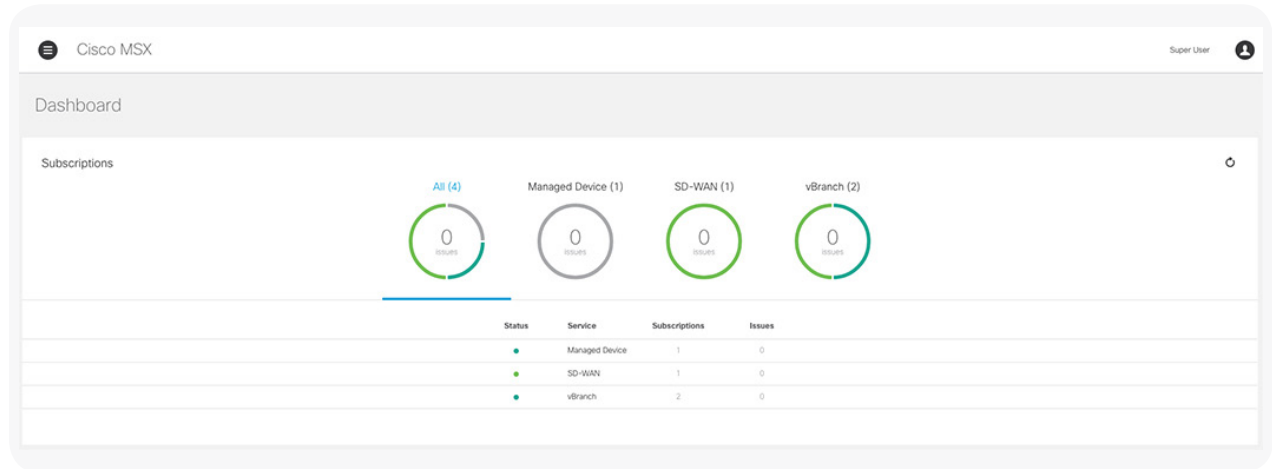 Cisco MSX
Super User
Dashboard
Subscriptions
All (4) Managed Device (1) SD-WAN (1) vBranch (2)
0 0 0 0
issues issues issues issues
Status Service Subscriptions Issues
Managed Device 1 0
SD-WAN 1 0
vBranch 2 0